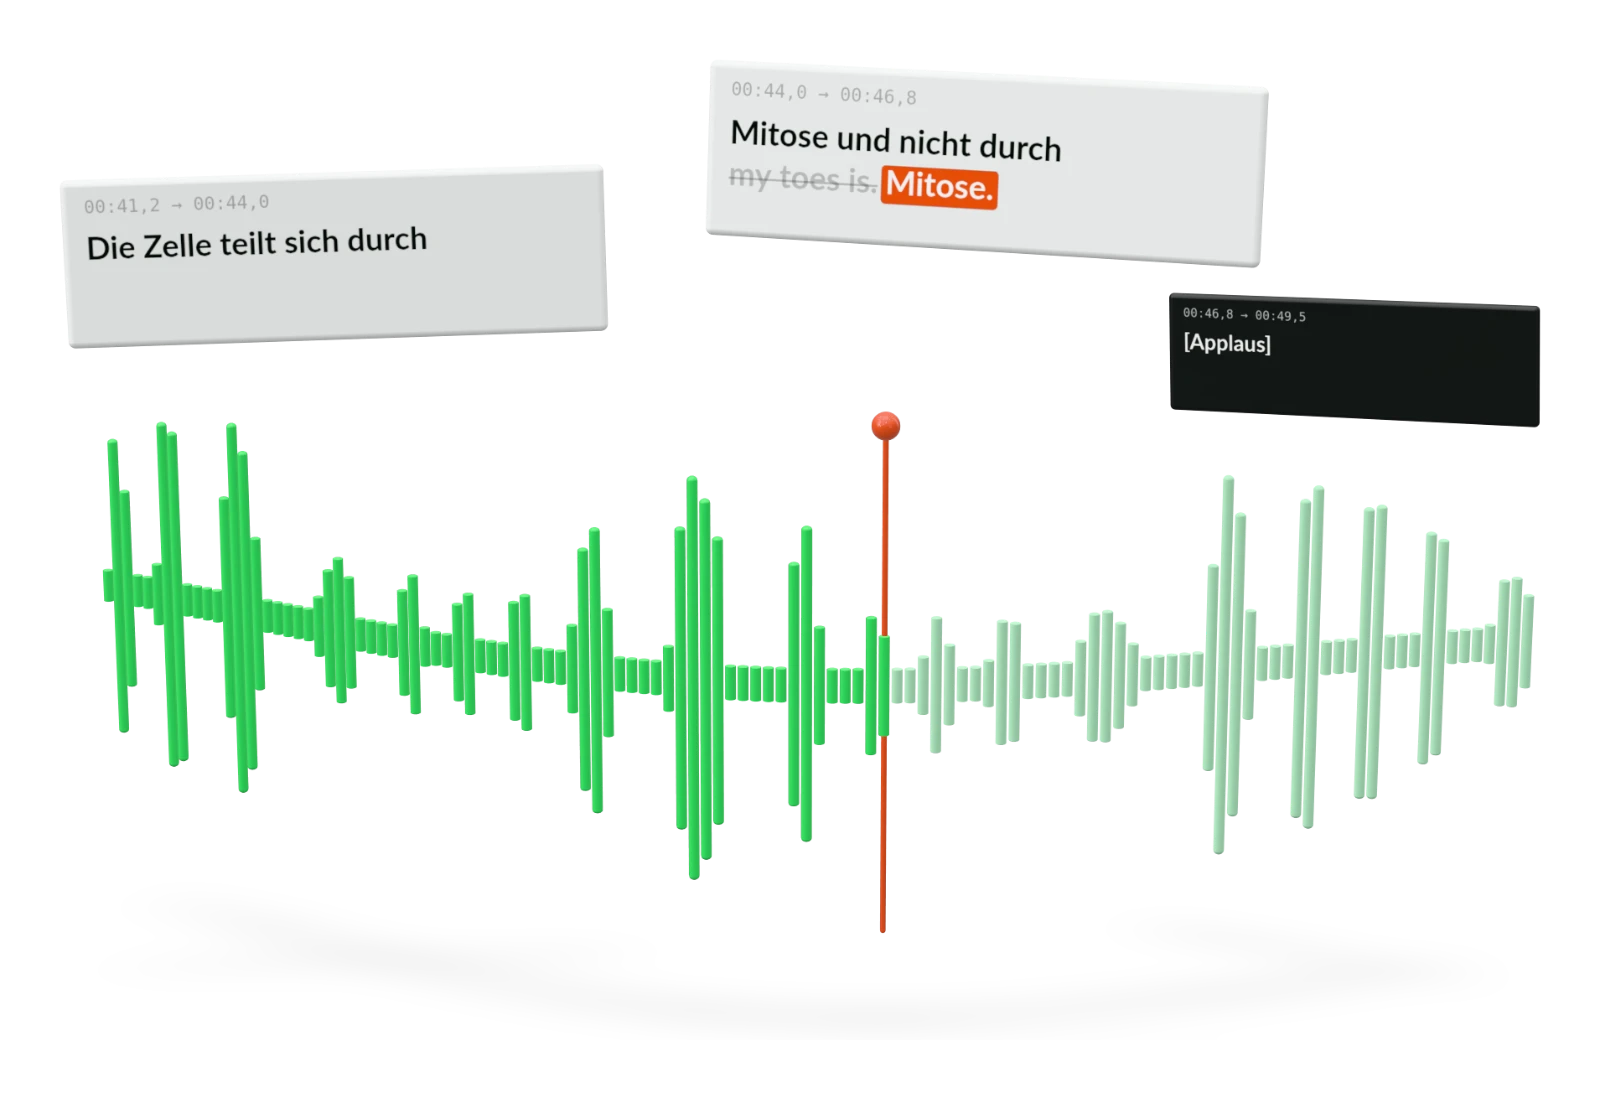 00:41,2 → 00:44,0
Die Zelle teilt sich durch
00:44,0 → 00:46,8
Mitose und nicht durch
my toes is. Mitose.
00:46,8 → 00:49,5
[Applaus]